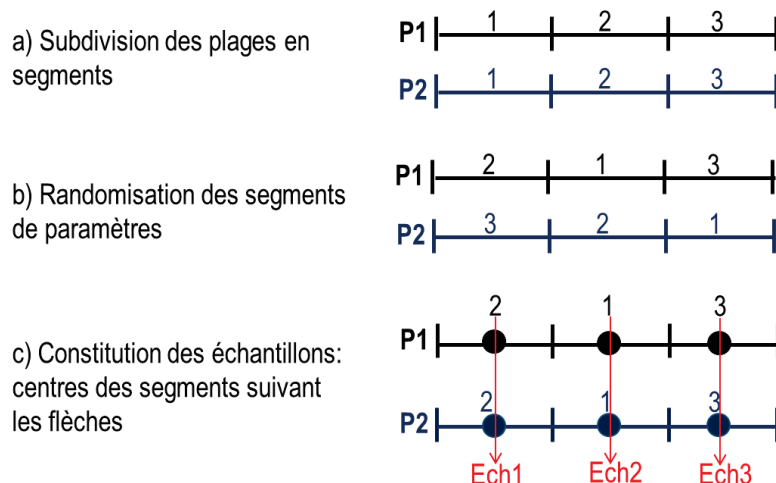 a) Subdivision des plages en
segments
P1 1 2 3
P2 1 2 3
b) Randomisation des segments
de paramètres
P1 2 1 3
P2 3 2 1
c) Constitution des échantillons:
centres des segments suivant
les flèches
2 1 3
P1
2 1 3
P2
Ech1 Ech2 Ech3